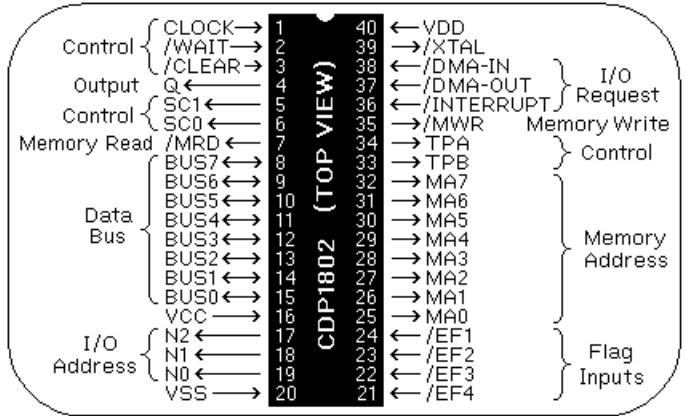 CLOCK→ 1 40 ←VDD
Control /WAIT→ 2 39 →/XTAL
/CLEAR→ 3 38 ←/DMA-IN
Output Q← 4 37 ←/DMA-OUT I/O Request
Control SC1← 5 36 ←/INTERRUPT
SC0← 6 35 →/MWR Memory Write
Memory Read /MRD← 7 34 →TPA Control
BUS7↔ 8 33 →TPB
BUS6↔ 9 32 →MA7
BUS5↔ 10 31 →MA6
Data Bus BUS4↔ 11 30 →MA5
BUS3↔ 12 29 →MA4 Memory Address
BUS2↔ 13 28 →MA3
BUS1↔ 14 27 →MA2
BUS0↔ 15 26 →MA1
VCC→ 16 25 →MA0
I/O Address N2← 17 24 ←/EF1
N1← 18 23 ←/EF2 Flag Inputs
N0← 19 22 ←/EF3
VSS→ 20 21 ←/EF4
CDP1802 (TOP VIEW)